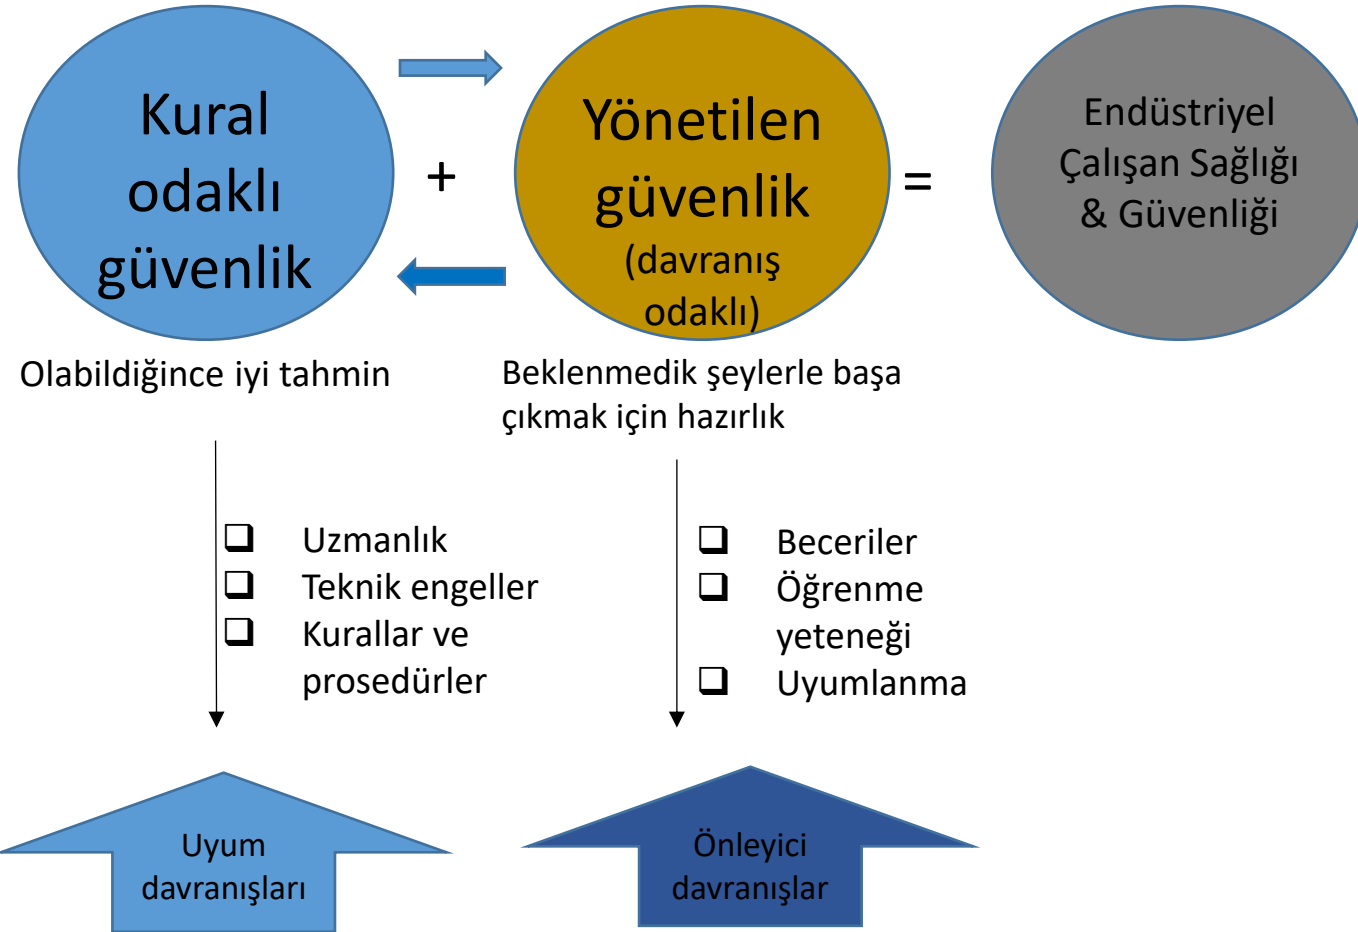 Kural
odaklı
güvenlik
+
Yönetilen
güvenlik
(davranış
odaklı)
=
Endüstriyel
Çalışan Sağlığı
& Güvenliği
Olabildiğince iyi tahmin
Beklenmedik şeylerle başa
çıkmak için hazırlık
❑ Uzmanlık
❑ Teknik engeller
❑ Kurallar ve
prosedürler
❑ Beceriler
❑ Öğrenme
yeteneği
❑ Uyumlanma
Uyum
davranışları
Önleyici
davranışlar